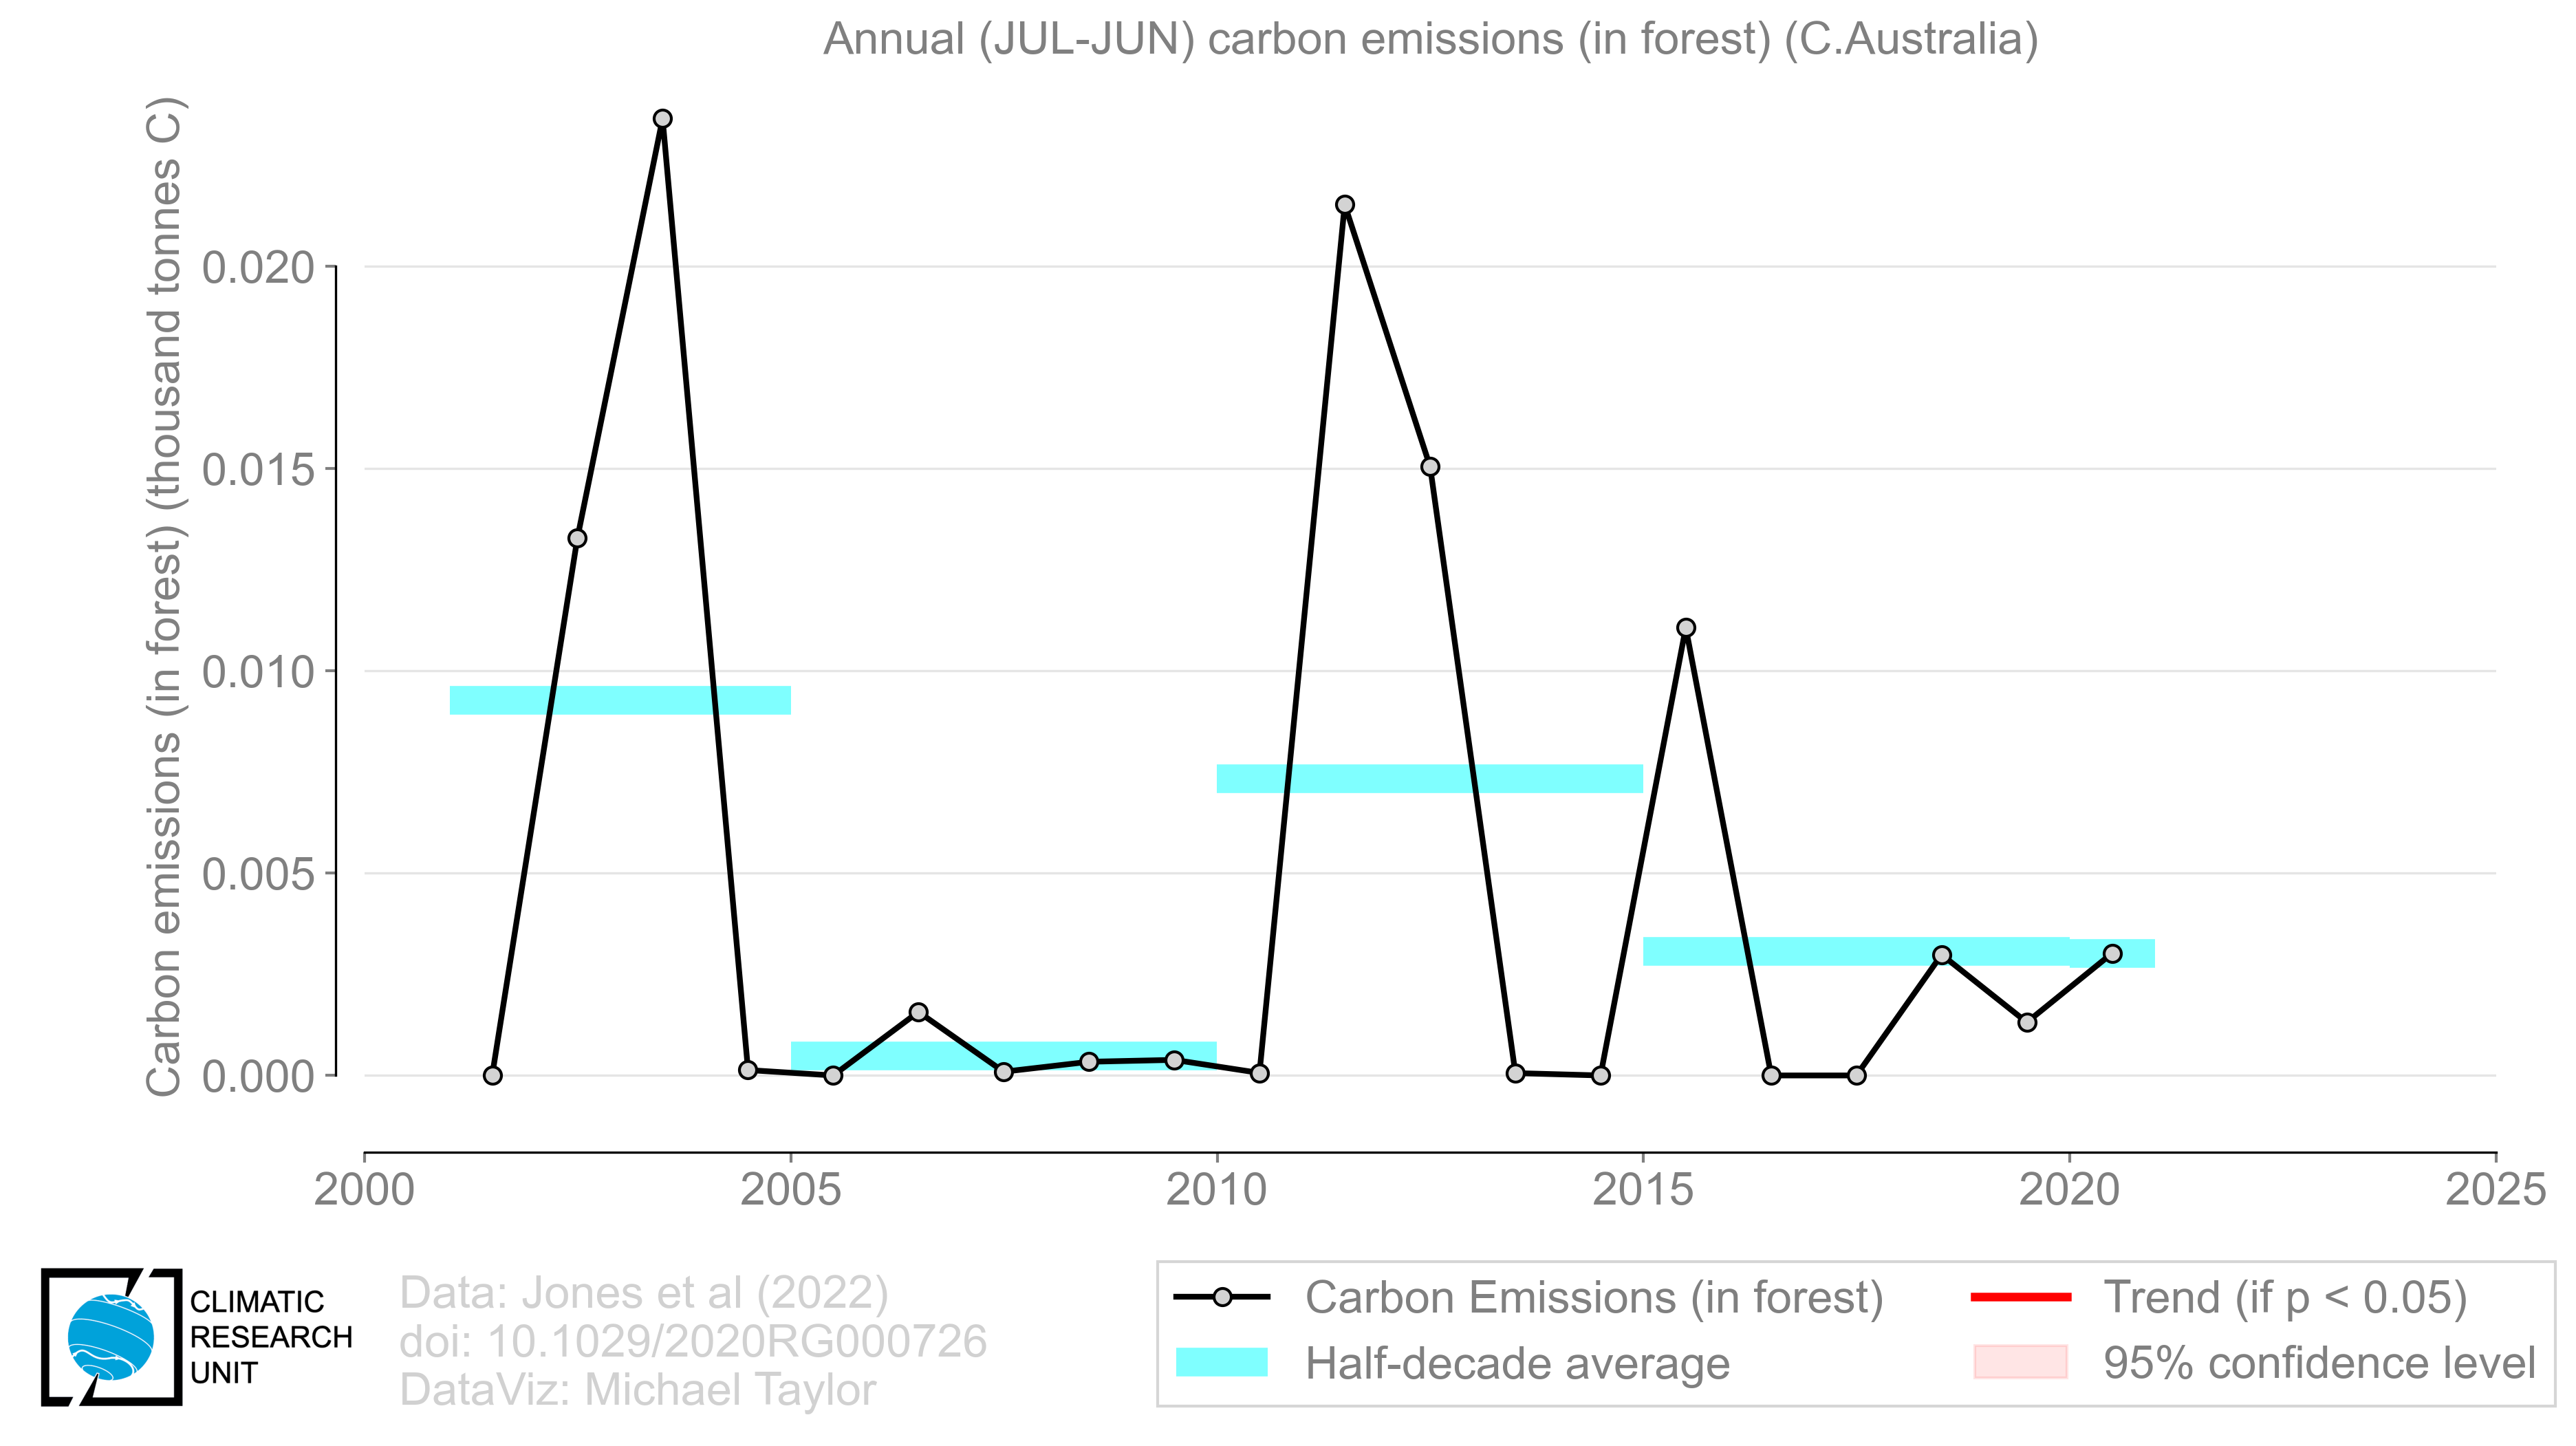 Annual (JUL-JUN) carbon emissions (in forest) (C.Australia)
Carbon emissions (in forest) (thousand tonnes C)
0.020
0.015
0.010
0.005
0.000
2000 2005 2010 2015 2020 2025
CLIMATIC
RESEARCH
UNIT
Data: Jones et al (2022)
doi: 10.1029/2020RG000726
DataViz: Michael Taylor
Carbon Emissions (in forest)
Half-decade average
Trend (if p < 0.05)
95% confidence level